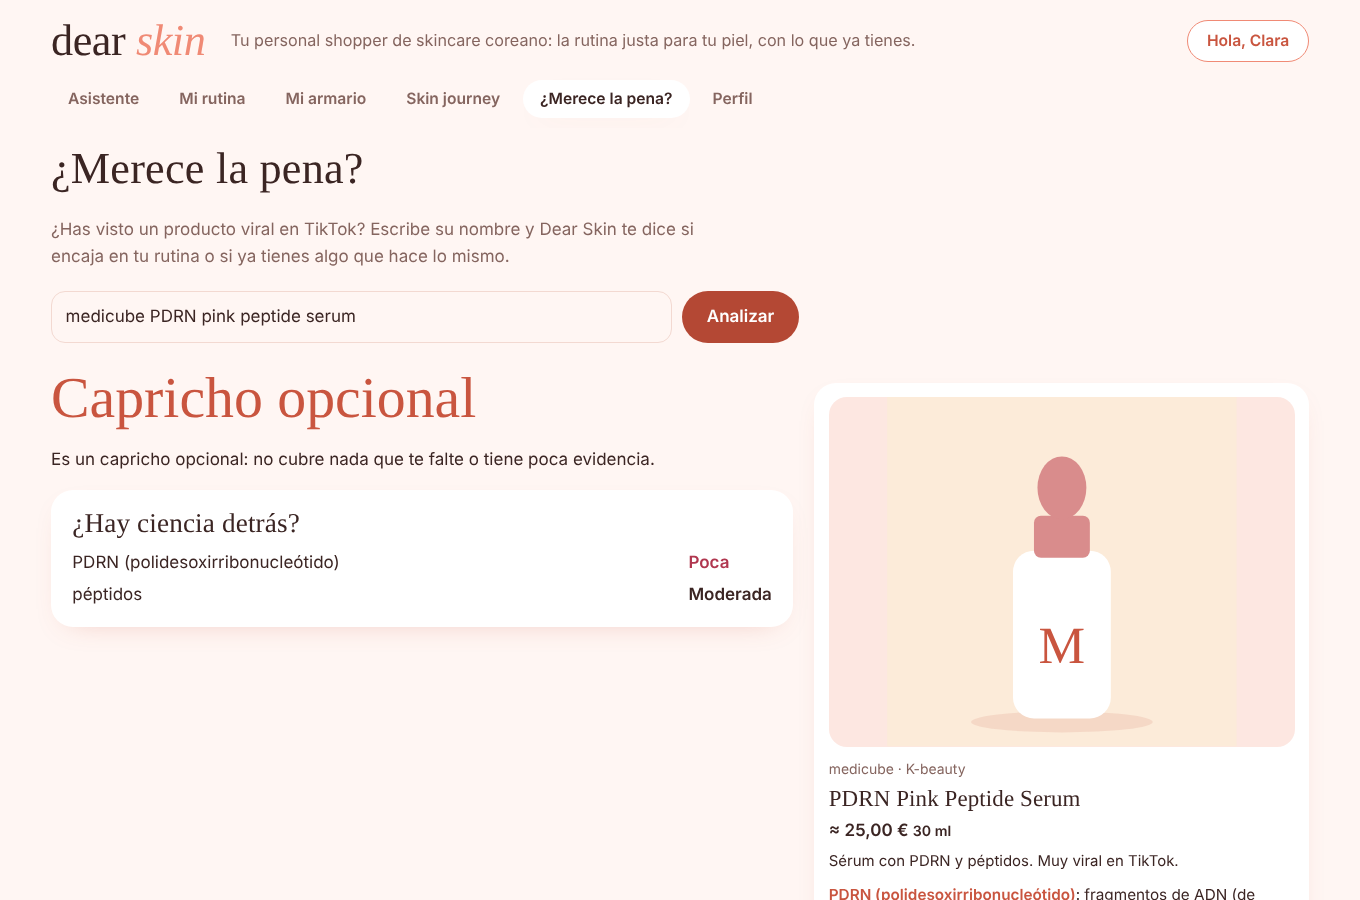 dear skin
Tu personal shopper de skincare coreano: la rutina justa para tu piel, con lo que ya tienes.
Hola, Clara
Asistente
Mi rutina
Mi armario
Skin journey
¿Merece la pena?
Perfil
¿Merece la pena?
¿Has visto un producto viral en TikTok? Escribe su nombre y Dear Skin te dice si
encaja en tu rutina o si ya tienes algo que hace lo mismo.
medicube PDRN pink peptide serum
Analizar
Capricho opcional
Es un capricho opcional: no cubre nada que te falte o tiene poca evidencia.
¿Hay ciencia detrás?
PDRN (polidesoxirribonucleótido) Poca
péptidos Moderada
M
medicube · K-beauty
PDRN Pink Peptide Serum
≈ 25,00 € 30 ml
Sérum con PDRN y péptidos. Muy viral en TikTok.
PDRN (polidesoxirribonucleótido): fragmentos de ADN (de